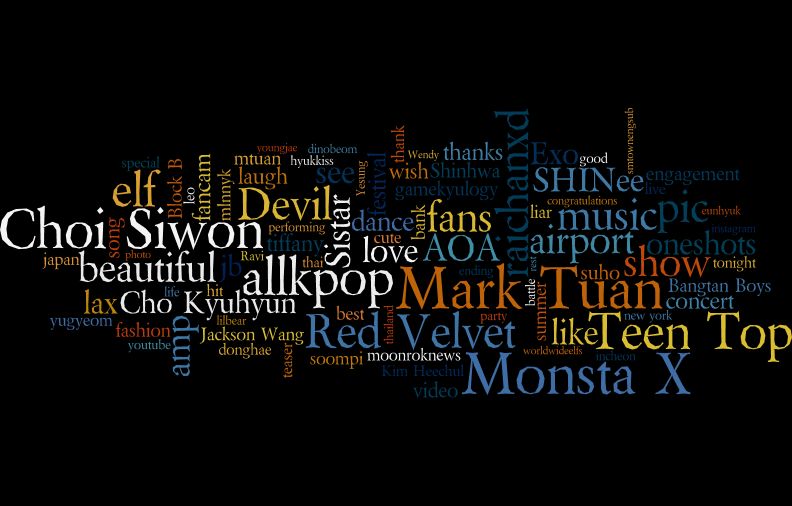 special
youngjae
dinobeom
hyukkiss
mtuan
laugh
Block B
leo
fancam
mlnnyk
elf
song
Choi Siwon
Devil
performing
tiffany
see
Sistar
Yesung
festival
thank
Wendy
thanks
wish
Shinhwa
gamekyulogy
dance
cute
love
bank
fans
AOA
raichanxd
Exo
good
smtownengsub
SHINee
engagement
live
congratulations
liar
music
pic
eunhyuk
instagram
airport
oneshots
japan
photo
beautiful
jb
Ravi
thai
allkpop
ending
rest
battle
Mark Tuan
suho
show
tonight
lax
life
hit
Cho Kyuhyun
Bangtan Boys
concert
yugyeom
fashion
youtube
amp
lilbear
Jackson Wang
donghae
teaser
best
soompi
Red Velvet
thailand
party
summer
new york
like
Teen Top
moonroknews
worldwideelfs
incheon
Kim Heechul
video
Monsta X